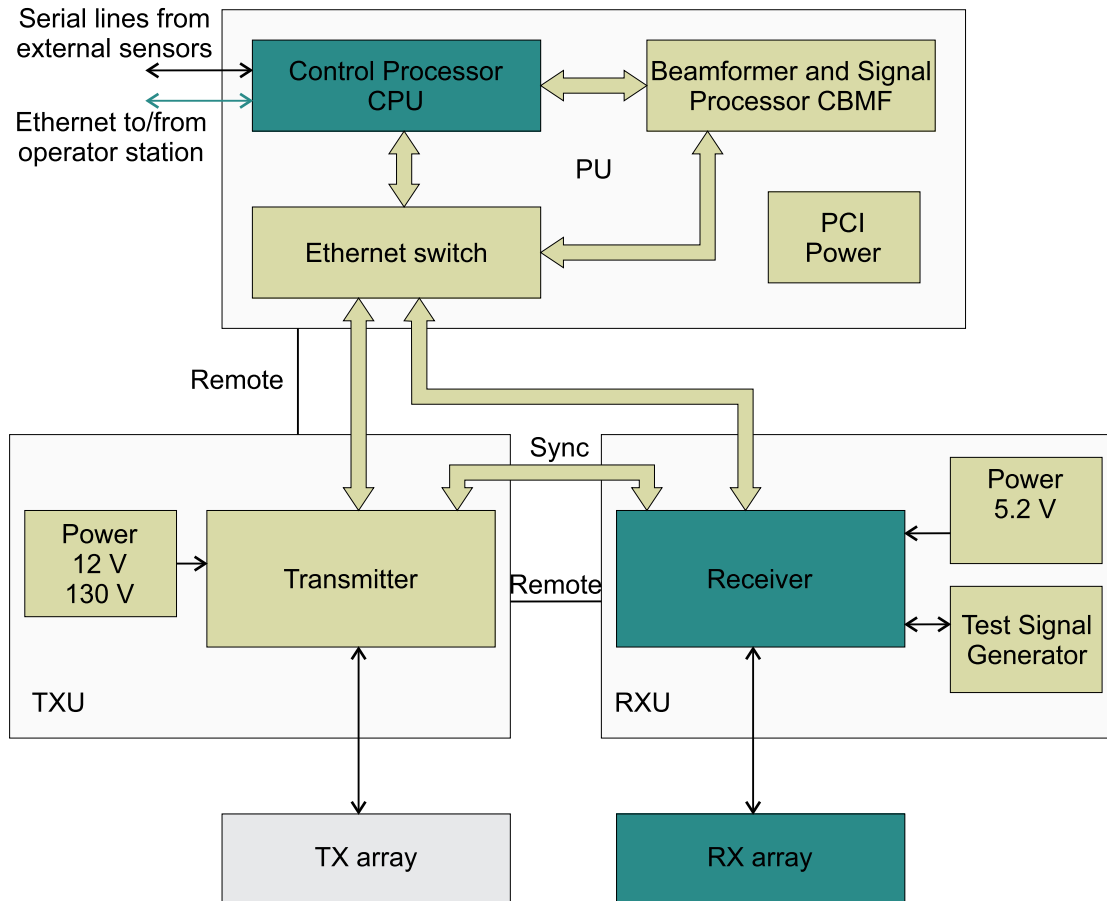 Serial lines from
external sensors
Ethernet to/from
operator station
Control Processor
CPU
Beamformer and Signal
Processor CBMF
PU
Ethernet switch
PCI
Power
Remote
Sync
Power
12 V
130 V
Transmitter
TXU
Remote
Receiver
Power
5.2 V
Test Signal
Generator
RXU
TX array
RX array